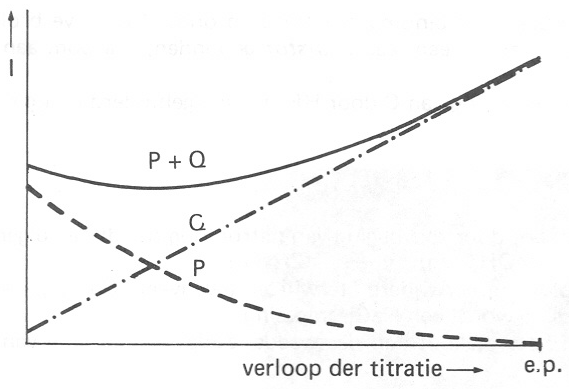 I
P + Q
Q
P
e.p.
verloop der titratie